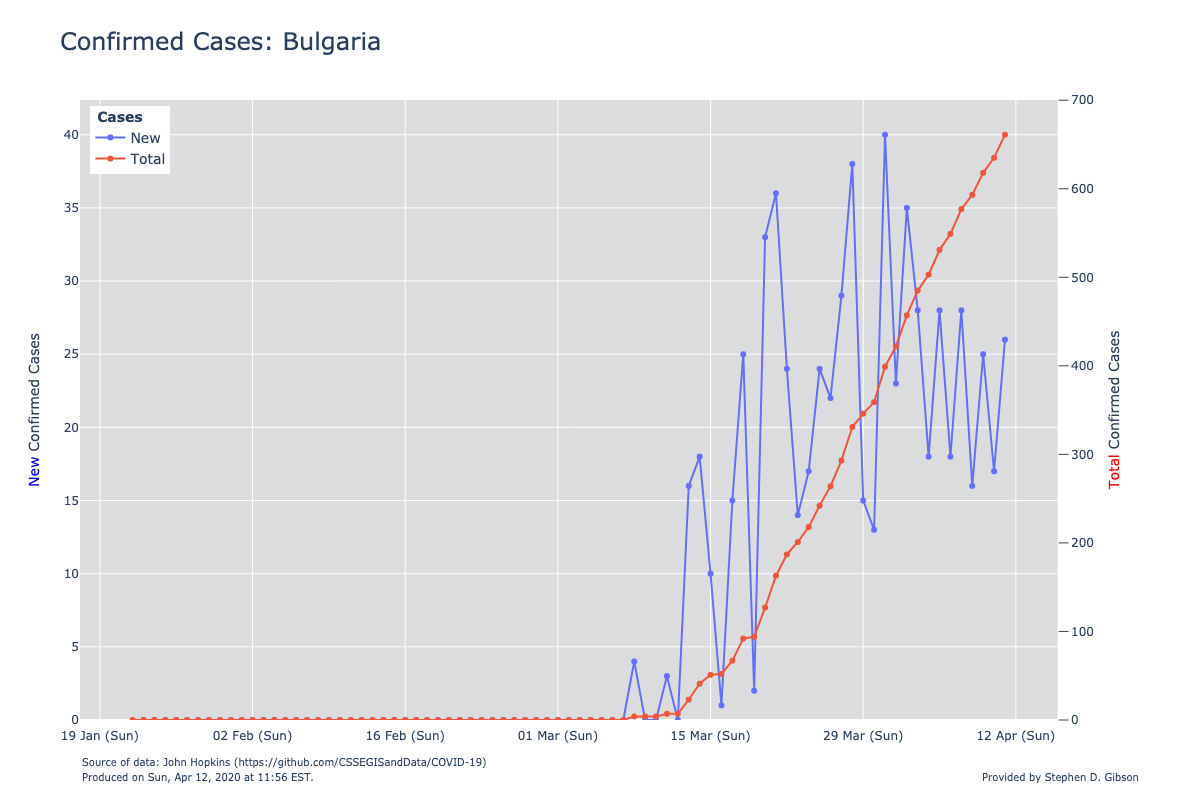 Confirmed Cases: Bulgaria
Cases
New
Total
40
35
30
25
20
15
10
5
0
New Confirmed Cases
700
600
500
400
300
200
100
0
Total Confirmed Cases
19 Jan (Sun) 02 Feb (Sun) 16 Feb (Sun) 01 Mar (Sun) 15 Mar (Sun) 29 Mar (Sun) 12 Apr (Sun)
Source of data: John Hopkins (https://github.com/CSSEGISandData/COVID-19)
Produced on Sun, Apr 12, 2020 at 11:56 EST.
Provided by Stephen D. Gibson